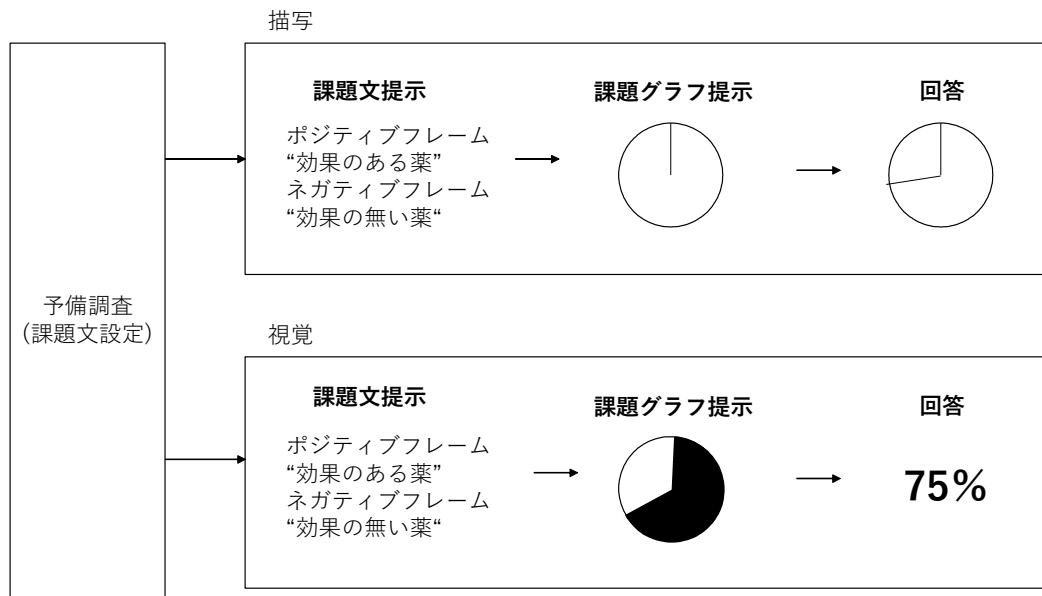 描写
課題文提示
ポジティブフレーム
“効果のある薬”
ネガティブフレーム
“効果の無い薬“
課題グラフ提示
回答
予備調査
(課題文設定)
視覚
課題文提示
ポジティブフレーム
“効果のある薬”
ネガティブフレーム
“効果の無い薬“
課題グラフ提示
回答
75%